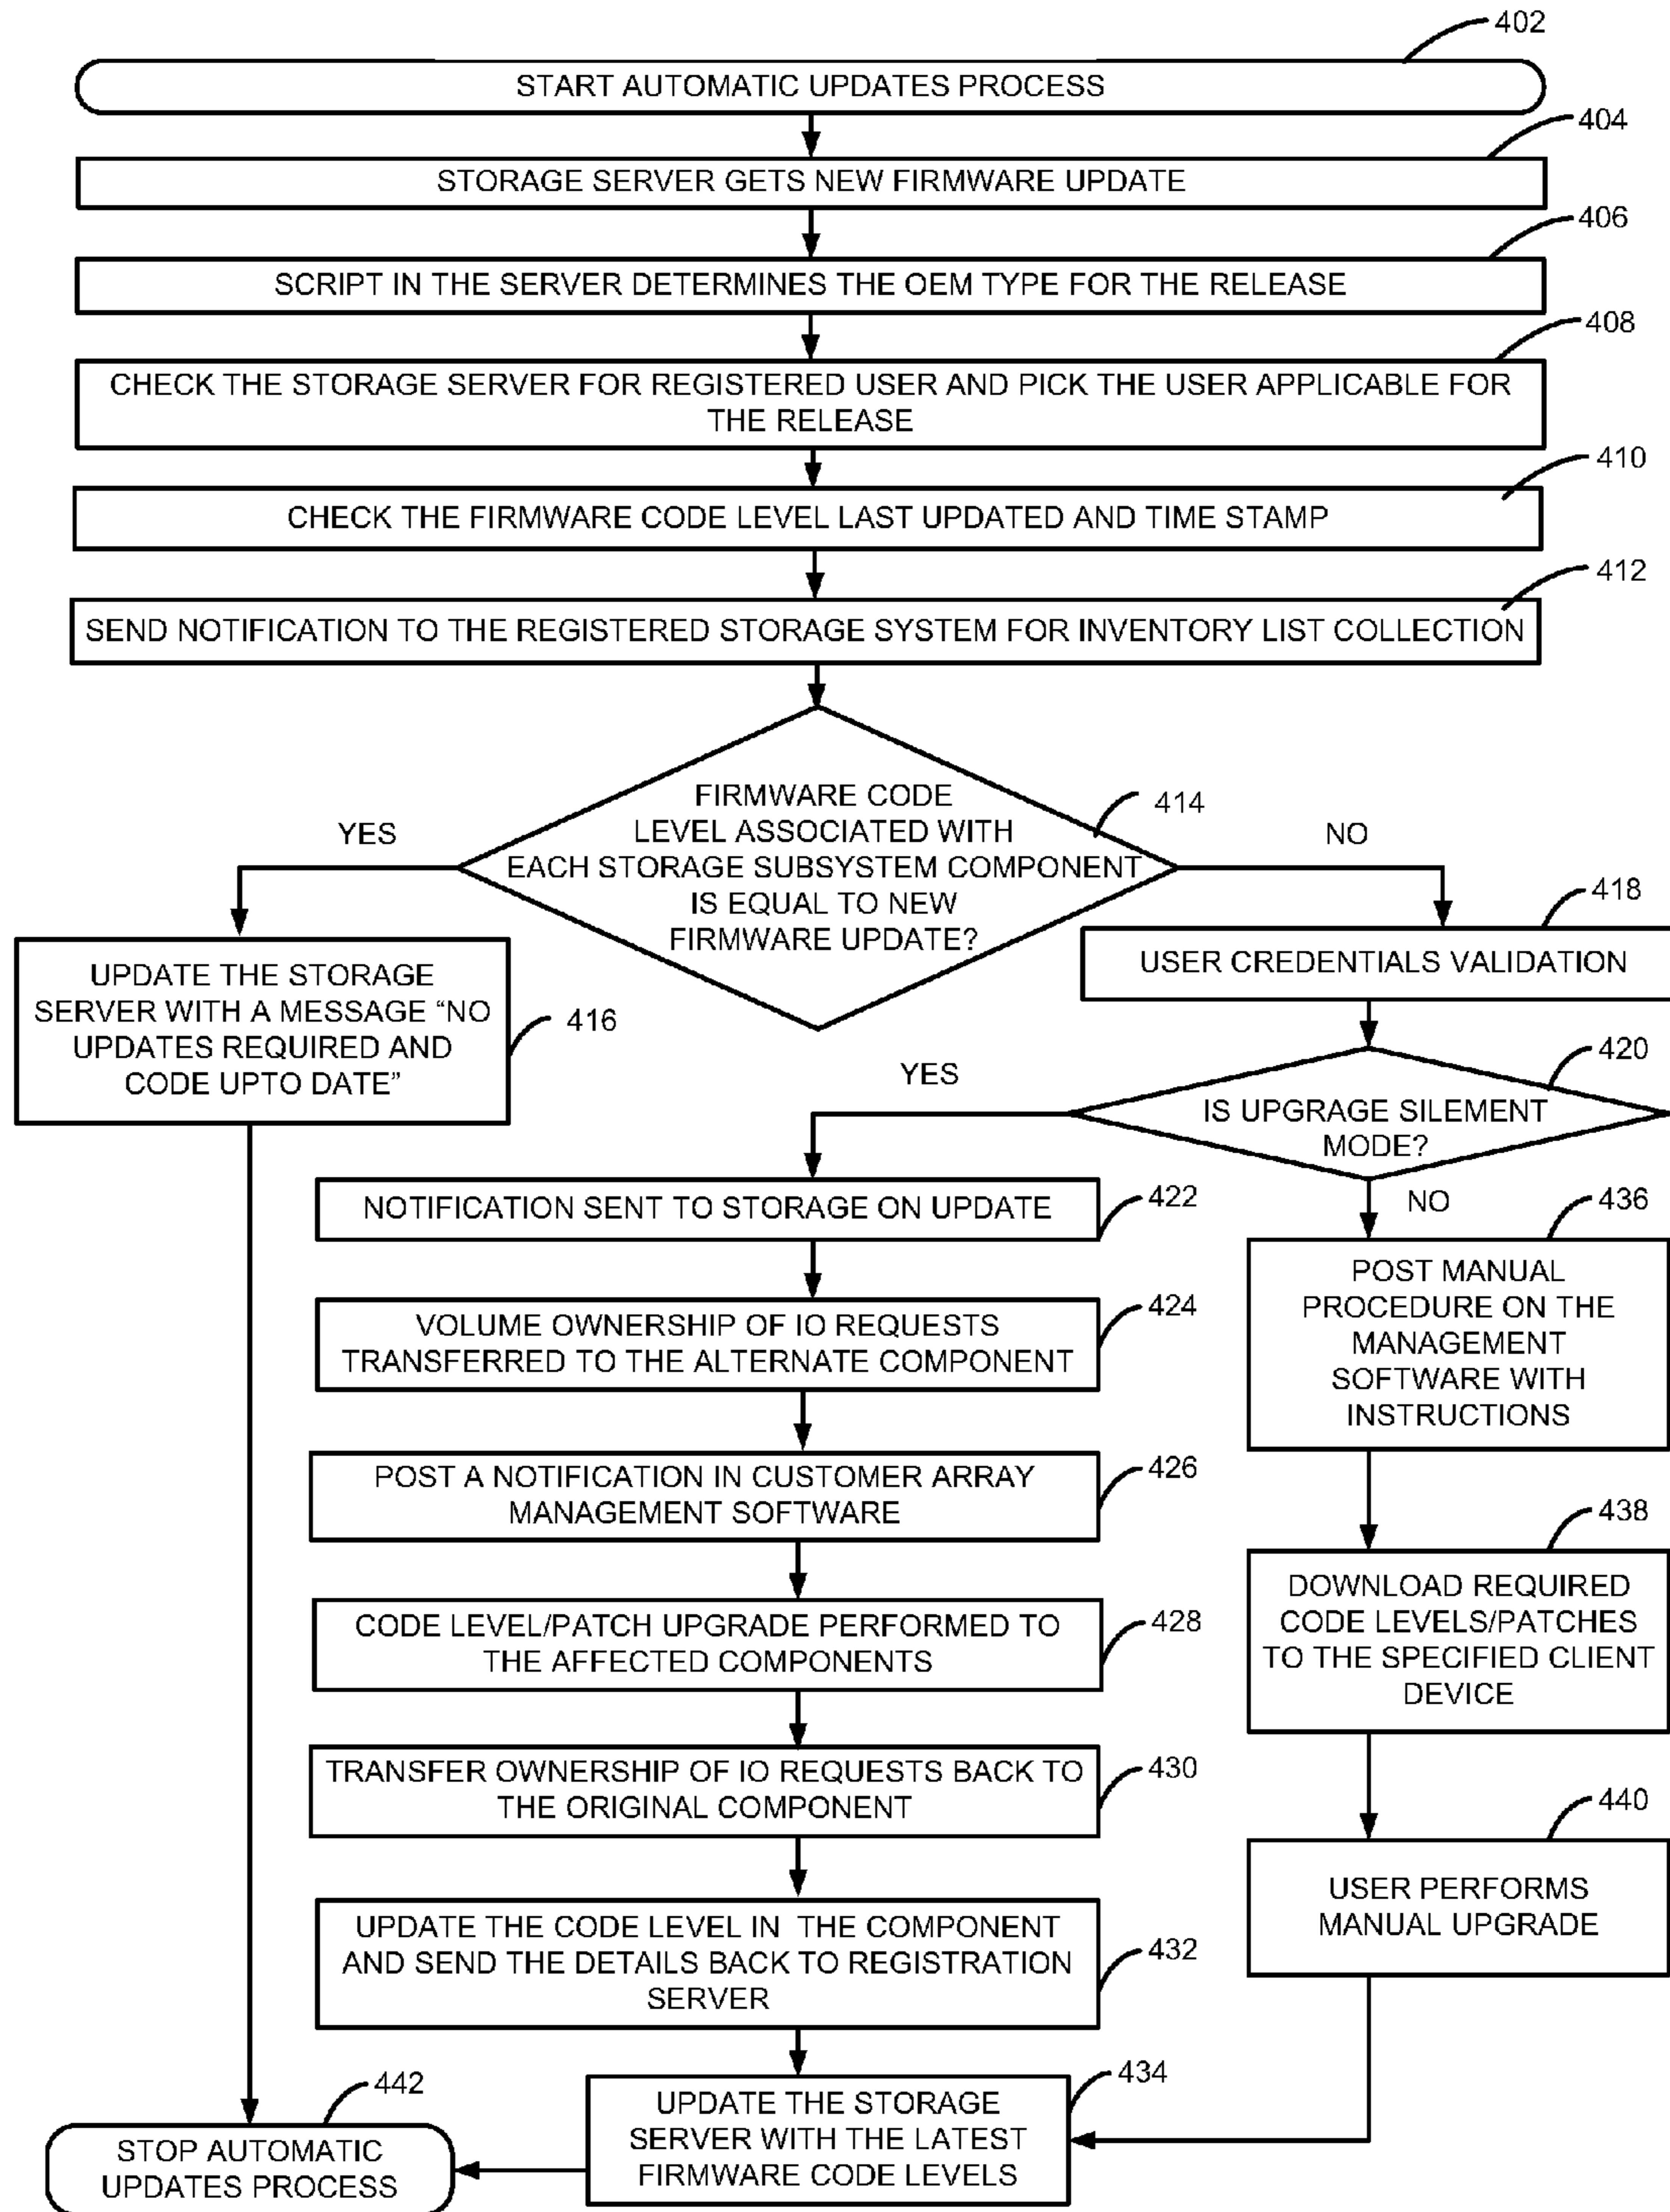 402
START AUTOMATIC UPDATES PROCESS
404
STORAGE SERVER GETS NEW FIRMWARE UPDATE
406
SCRIPT IN THE SERVER DETERMINES THE OEM TYPE FOR THE RELEASE
408
CHECK THE STORAGE SERVER FOR REGISTERED USER AND PICK THE USER APPLICABLE FOR
THE RELEASE
410
CHECK THE FIRMWARE CODE LEVEL LAST UPDATED AND TIME STAMP
412
SEND NOTIFICATION TO THE REGISTERED STORAGE SYSTEM FOR INVENTORY LIST COLLECTION
FIRMWARE CODE
LEVEL ASSOCIATED WITH
EACH STORAGE SUBSYSTEM COMPONENT
IS EQUAL TO NEW
FIRMWARE UPDATE?
414
YES
NO
UPDATE THE STORAGE
SERVER WITH A MESSAGE “NO
UPDATES REQUIRED AND
CODE UPTO DATE”
416
418
USER CREDENTIALS VALIDATION
420
IS UPGRAGE SILEMENT
MODE?
YES
NO
NOTIFICATION SENT TO STORAGE ON UPDATE
422
VOLUME OWNERSHIP OF IO REQUESTS
TRANSFERRED TO THE ALTERNATE COMPONENT
424
POST A NOTIFICATION IN CUSTOMER ARRAY
MANAGEMENT SOFTWARE
426
CODE LEVEL/PATCH UPGRADE PERFORMED TO
THE AFFECTED COMPONENTS
428
TRANSFER OWNERSHIP OF IO REQUESTS BACK TO
THE ORIGINAL COMPONENT
430
UPDATE THE CODE LEVEL IN THE COMPONENT
AND SEND THE DETAILS BACK TO REGISTRATION
SERVER
432
436
POST MANUAL
PROCEDURE ON THE
MANAGEMENT
SOFTWARE WITH
INSTRUCTIONS
438
DOWNLOAD REQUIRED
CODE LEVELS/PATCHES
TO THE SPECIFIED CLIENT
DEVICE
440
USER PERFORMS
MANUAL UPGRADE
434
UPDATE THE STORAGE
SERVER WITH THE LATEST
FIRMWARE CODE LEVELS
442
STOP AUTOMATIC
UPDATES PROCESS